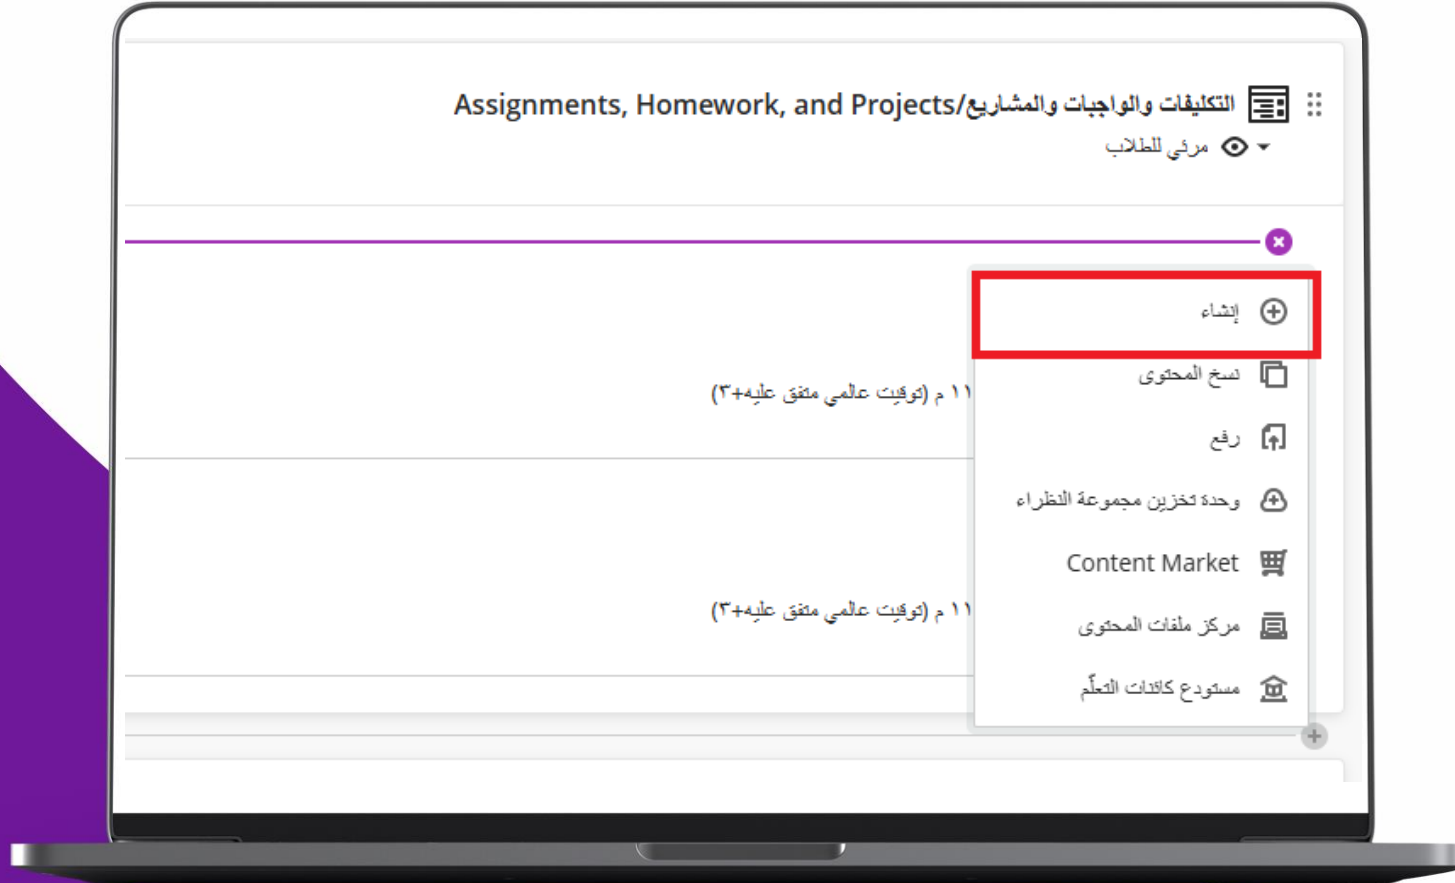 التكليفات والواجبات والمشاريع/Assignments, Homework, and Projects
مرئي للطلاب
إنشاء
نسخ المحتوى
١١ م (توقيت عالمي متفق عليه+٣)
رفع
وحدة تخزين مجموعة النظراء
Content Market
١١ م (توقيت عالمي متفق عليه+٣)
مركز ملفات المحتوى
مستودع كائنات التعلّم